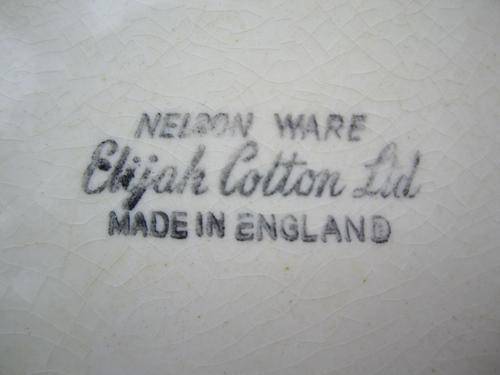 NELSON WARE
Elijah Cotton Ltd
MADE IN ENGLAND